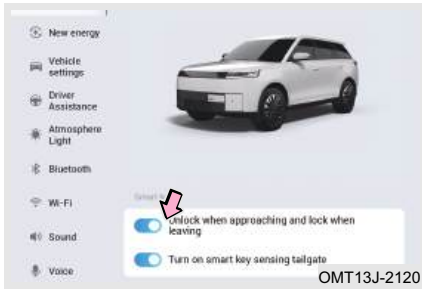 New energy
Vehicle
settings
Driver
Assistance
Atmosphere
Light
Bluetooth
Wi-Fi
Smart
Unlock when approaching and lock when
leaving
Sound
Turn on smart key sensing tailgate
Voice
OMT13J-2120